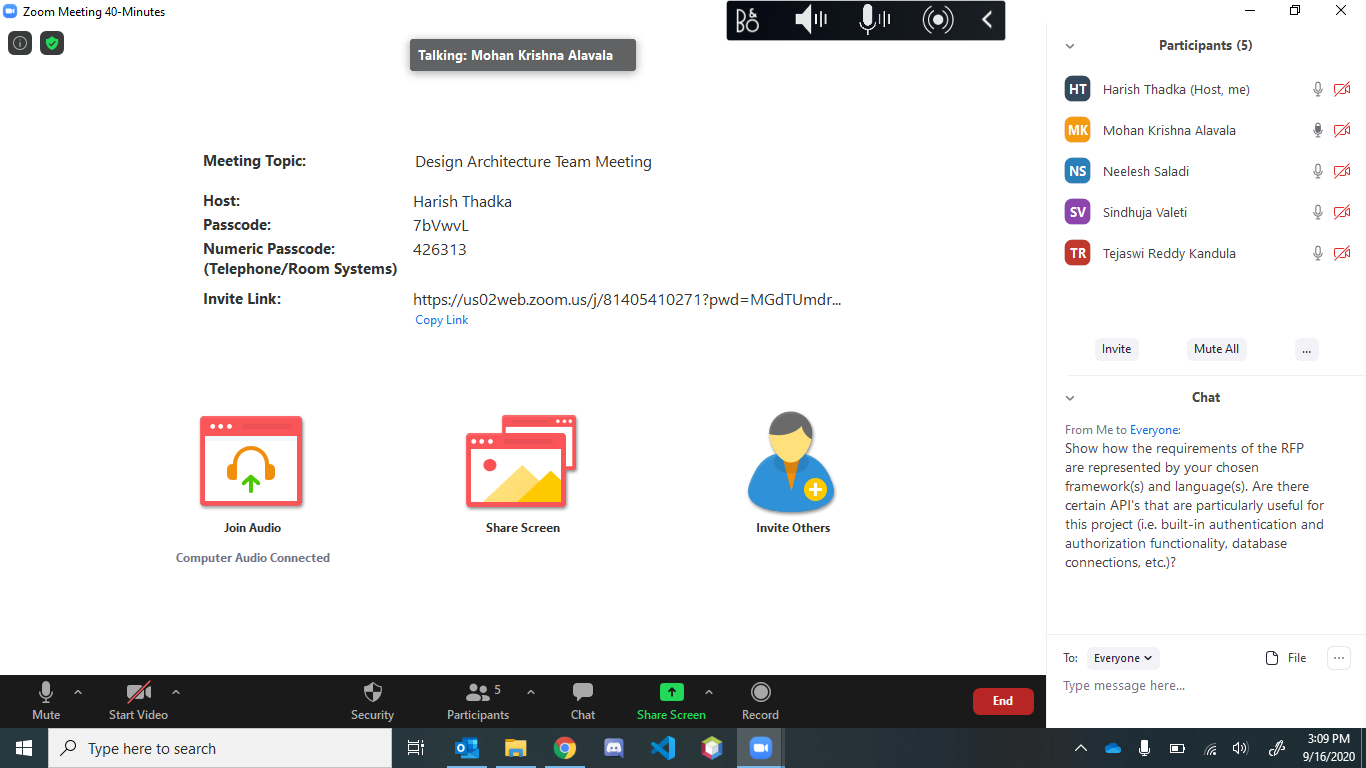 Zoom Meeting 40-Minutes
B&O
Talking: Mohan Krishna Alavala
Meeting Topic: Design Architecture Team Meeting
Host: Harish Thadka
Passcode: 7bVwvL
Numeric Passcode: 426313
(Telephone/Room Systems)
Invite Link: https://us02web.zoom.us/j/81405410271?pwd=MGdTUmdr...
Copy Link
Join Audio
Computer Audio Connected
Share Screen
Invite Others
Participants (5)
HT Harish Thadka (Host, me)
MK Mohan Krishna Alavala
NS Neelesh Saladi
SV Sindhuja Valeti
TR Tejaswi Reddy Kandula
Invite Mute All ...
Chat
From Me to Everyone:
Show how the requirements of the RFP
are represented by your chosen
framework(s) and language(s). Are there
certain API's that are particularly useful for
this project (i.e. built-in authentication and
authorization functionality, database
connections, etc.)?
To: Everyone File ...
Type message here...
Mute Start Video Security Participants 5 Chat Share Screen Record End
Type here to search
3:09 PM
9/16/2020